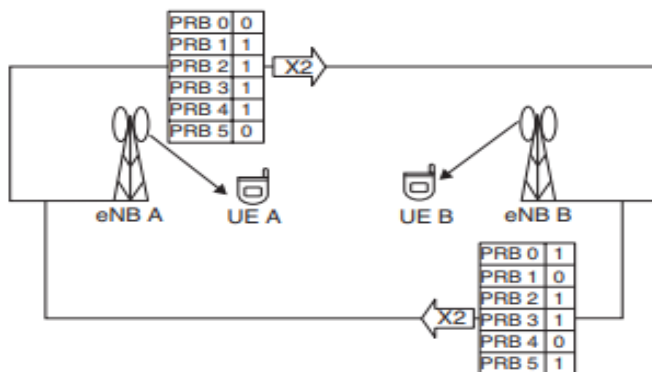 PRB 0 0
PRB 1 1
PRB 2 1
PRB 3 1
PRB 4 1
PRB 5 0
X2
eNB A
UE A
UE B
eNB B
X2
PRB 0 1
PRB 1 0
PRB 2 1
PRB 3 1
PRB 4 0
PRB 5 1